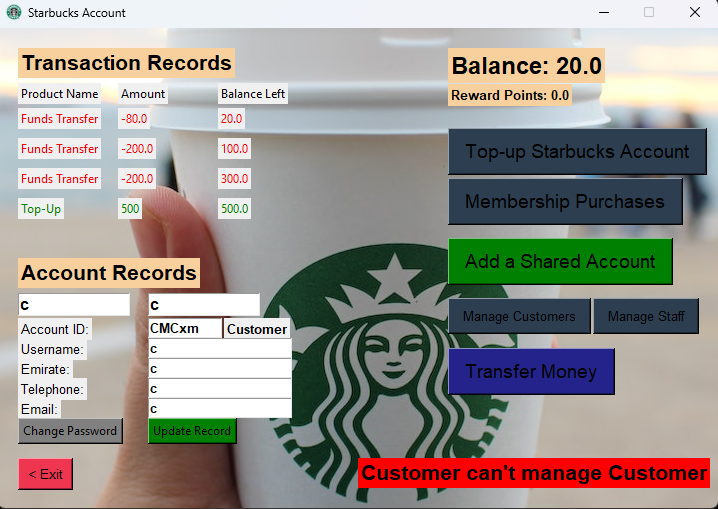 Starbucks Account
Transaction Records
Product Name Amount Balance Left
Funds Transfer -80.0 20.0
Funds Transfer -200.0 100.0
Funds Transfer -200.0 300.0
Top-Up 500 500.0
Account Records
c c
Account ID: CMCxm Customer
Username: c
Emirate: c
Telephone: c
Email: c
Change Password Update Record
< Exit
Balance: 20.0
Reward Points: 0.0
Top-up Starbucks Account
Membership Purchases
Add a Shared Account
Manage Customers Manage Staff
Transfer Money
Customer can't manage Customer